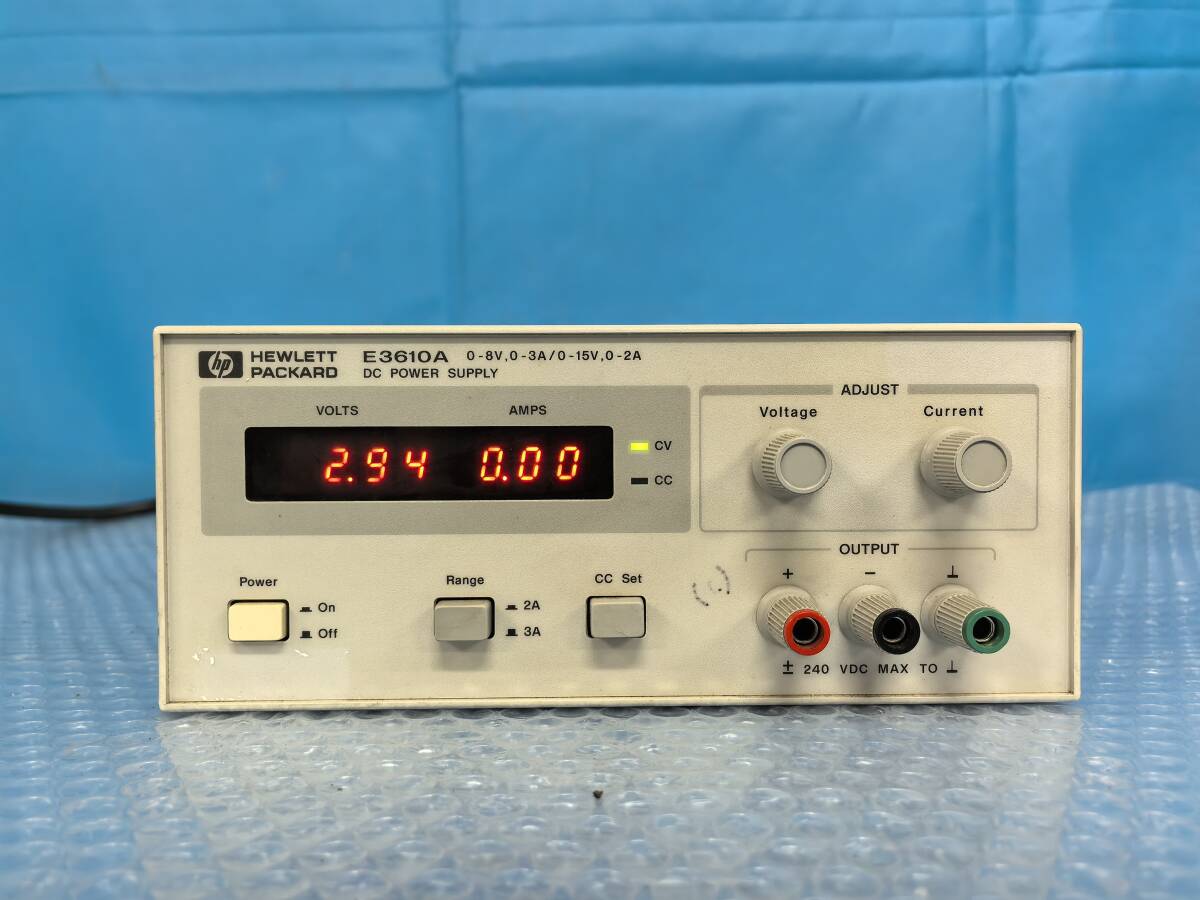 hp HEWLETT PACKARD
E3610A 0-8V,0-3A/0-15V,0-2A
DC POWER SUPPLY
VOLTS AMPS
2.94 0.00
CV
CC
ADJUST
Voltage Current
Power
On
Off
Range
2A
3A
CC Set
OUTPUT
+ - ⊥
± 240 VDC MAX TO ⊥